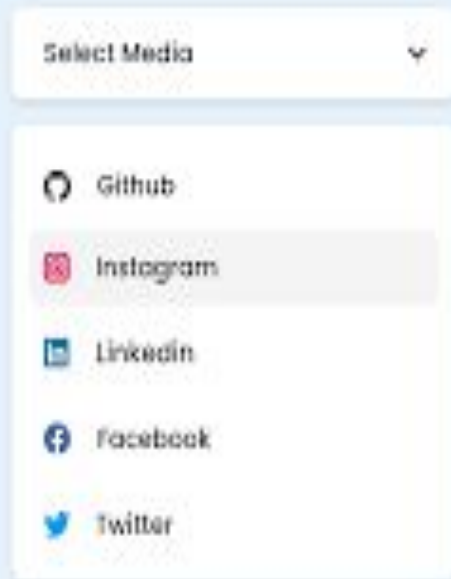 Select Media
Github
Instagram
Linkedin
Facebook
Twitter